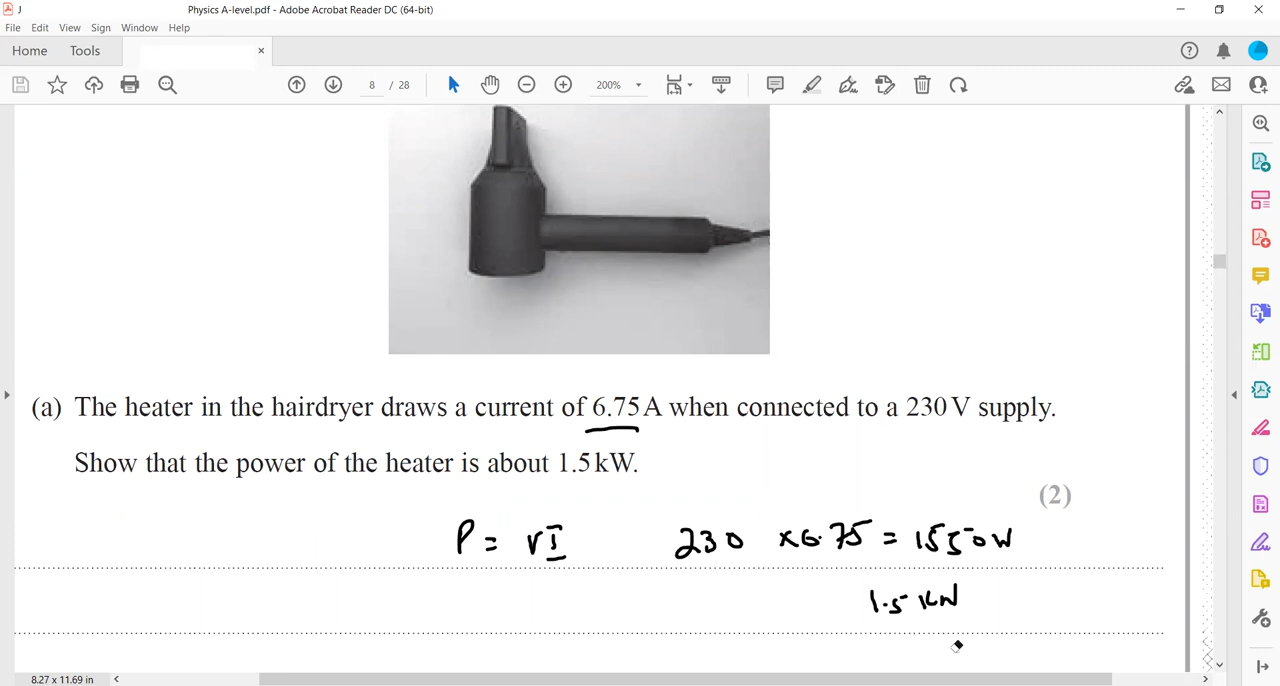 Physics A-level.pdf - Adobe Acrobat Reader DC (64-bit)
File Edit View Sign Window Help
Home Tools
8 / 28
200%
(a) The heater in the hairdryer draws a current of 6.75 A when connected to a 230 V supply.
Show that the power of the heater is about 1.5 kW.
(2)
P = VI 230 x6.75 = 1550W
1.5 KW
8.27 x 11.69 in